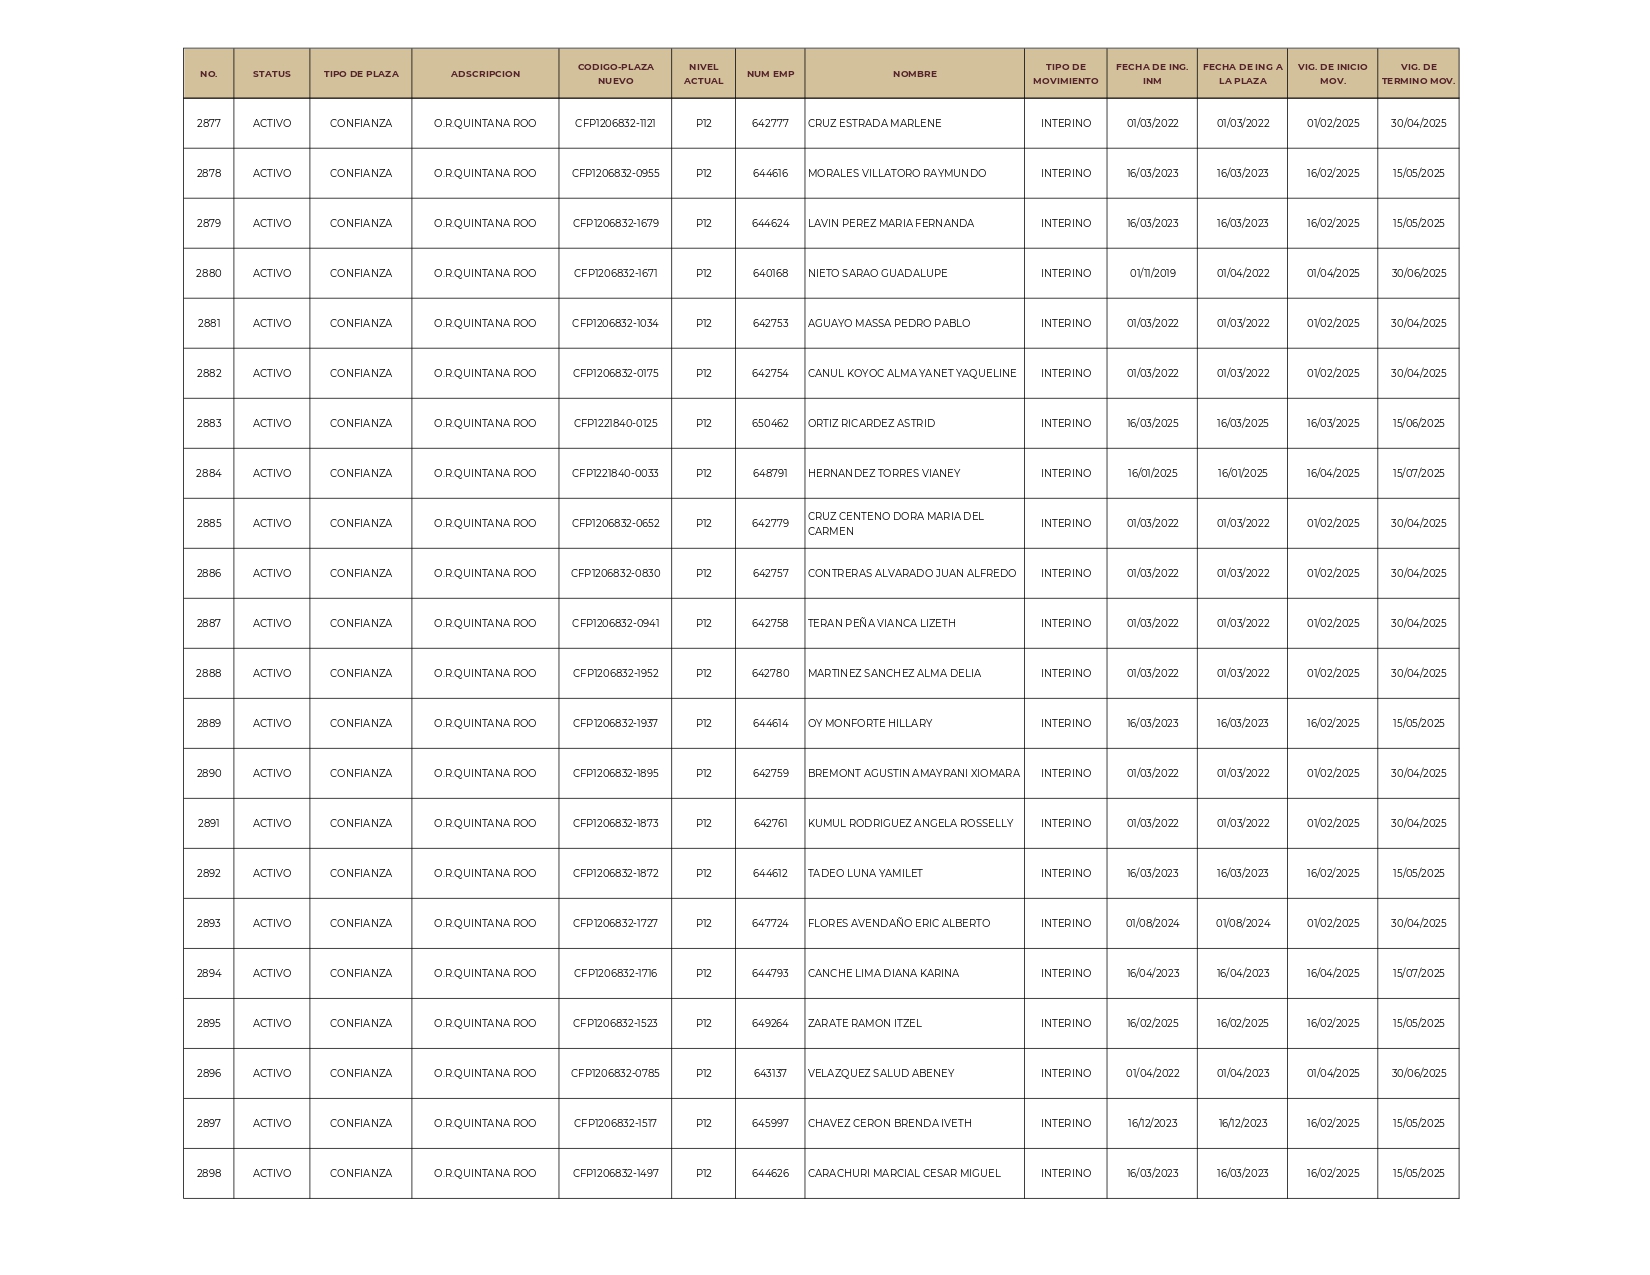 NO. STATUS TIPO DE PLAZA ADSCRIPCION CODIGO-PLAZA NUEVO NIVEL ACTUAL NUM EMP NOMBRE TIPO DE MOVIMIENTO FECHA DE ING. INM FECHA DE ING A LA PLAZA VIG. DE INICIO MOV. VIG. DE TERMINO MOV.
2877 ACTIVO CONFIANZA O.R.QUINTANA ROO CFP1206832-1121 P12 642777 CRUZ ESTRADA MARLENE INTERINO 01/03/2022 01/03/2022 01/02/2025 30/04/2025
2878 ACTIVO CONFIANZA O.R.QUINTANA ROO CFP1206832-0955 P12 644616 MORALES VILLATORO RAYMUNDO INTERINO 16/03/2023 16/03/2023 16/02/2025 15/05/2025
2879 ACTIVO CONFIANZA O.R.QUINTANA ROO CFP1206832-1679 P12 644624 LAVIN PEREZ MARIA FERNANDA INTERINO 16/03/2023 16/03/2023 16/02/2025 15/05/2025
2880 ACTIVO CONFIANZA O.R.QUINTANA ROO CFP1206832-1671 P12 640168 NIETO SARAO GUADALUPE INTERINO 01/11/2019 01/04/2022 01/04/2025 30/06/2025
2881 ACTIVO CONFIANZA O.R.QUINTANA ROO CFP1206832-1034 P12 642753 AGUAYO MASSA PEDRO PABLO INTERINO 01/03/2022 01/03/2022 01/02/2025 30/04/2025
2882 ACTIVO CONFIANZA O.R.QUINTANA ROO CFP1206832-0175 P12 642754 CANUL KOYOC ALMA YANET YAQUELINE INTERINO 01/03/2022 01/03/2022 01/02/2025 30/04/2025
2883 ACTIVO CONFIANZA O.R.QUINTANA ROO CFP1221840-0125 P12 650462 ORTIZ RICARDEZ ASTRID INTERINO 16/03/2025 16/03/2025 16/03/2025 15/06/2025
2884 ACTIVO CONFIANZA O.R.QUINTANA ROO CFP1221840-0033 P12 648791 HERNANDEZ TORRES VIANEY INTERINO 16/01/2025 16/01/2025 16/04/2025 15/07/2025
2885 ACTIVO CONFIANZA O.R.QUINTANA ROO CFP1206832-0652 P12 642779 CRUZ CENTENO DORA MARIA DEL CARMEN INTERINO 01/03/2022 01/03/2022 01/02/2025 30/04/2025
2886 ACTIVO CONFIANZA O.R.QUINTANA ROO CFP1206832-0830 P12 642757 CONTRERAS ALVARADO JUAN ALFREDO INTERINO 01/03/2022 01/03/2022 01/02/2025 30/04/2025
2887 ACTIVO CONFIANZA O.R.QUINTANA ROO CFP1206832-0941 P12 642758 TERAN PEÑA VIANCA LIZETH INTERINO 01/03/2022 01/03/2022 01/02/2025 30/04/2025
2888 ACTIVO CONFIANZA O.R.QUINTANA ROO CFP1206832-1952 P12 642780 MARTINEZ SANCHEZ ALMA DELIA INTERINO 01/03/2022 01/03/2022 01/02/2025 30/04/2025
2889 ACTIVO CONFIANZA O.R.QUINTANA ROO CFP1206832-1937 P12 644614 OY MONFORTE HILLARY INTERINO 16/03/2023 16/03/2023 16/02/2025 15/05/2025
2890 ACTIVO CONFIANZA O.R.QUINTANA ROO CFP1206832-1895 P12 642759 BREMONT AGUSTIN AMAYRANI XIOMARA INTERINO 01/03/2022 01/03/2022 01/02/2025 30/04/2025
2891 ACTIVO CONFIANZA O.R.QUINTANA ROO CFP1206832-1873 P12 642761 KUMUL RODRIGUEZ ANGELA ROSSELLY INTERINO 01/03/2022 01/03/2022 01/02/2025 30/04/2025
2892 ACTIVO CONFIANZA O.R.QUINTANA ROO CFP1206832-1872 P12 644612 TADEO LUNA YAMILET INTERINO 16/03/2023 16/03/2023 16/02/2025 15/05/2025
2893 ACTIVO CONFIANZA O.R.QUINTANA ROO CFP1206832-1727 P12 647724 FLORES AVENDAÑO ERIC ALBERTO INTERINO 01/08/2024 01/08/2024 01/02/2025 30/04/2025
2894 ACTIVO CONFIANZA O.R.QUINTANA ROO CFP1206832-1716 P12 644793 CANCHE LIMA DIANA KARINA INTERINO 16/04/2023 16/04/2023 16/04/2025 15/07/2025
2895 ACTIVO CONFIANZA O.R.QUINTANA ROO CFP1206832-1523 P12 649264 ZARATE RAMON ITZEL INTERINO 16/02/2025 16/02/2025 16/02/2025 15/05/2025
2896 ACTIVO CONFIANZA O.R.QUINTANA ROO CFP1206832-0785 P12 643137 VELAZQUEZ SALUD ABENEY INTERINO 01/04/2022 01/04/2023 01/04/2025 30/06/2025
2897 ACTIVO CONFIANZA O.R.QUINTANA ROO CFP1206832-1517 P12 645997 CHAVEZ CERON BRENDA IVETH INTERINO 16/12/2023 16/12/2023 16/02/2025 15/05/2025
2898 ACTIVO CONFIANZA O.R.QUINTANA ROO CFP1206832-1497 P12 644626 CARACHURI MARCIAL CESAR MIGUEL INTERINO 16/03/2023 16/03/2023 16/02/2025 15/05/2025